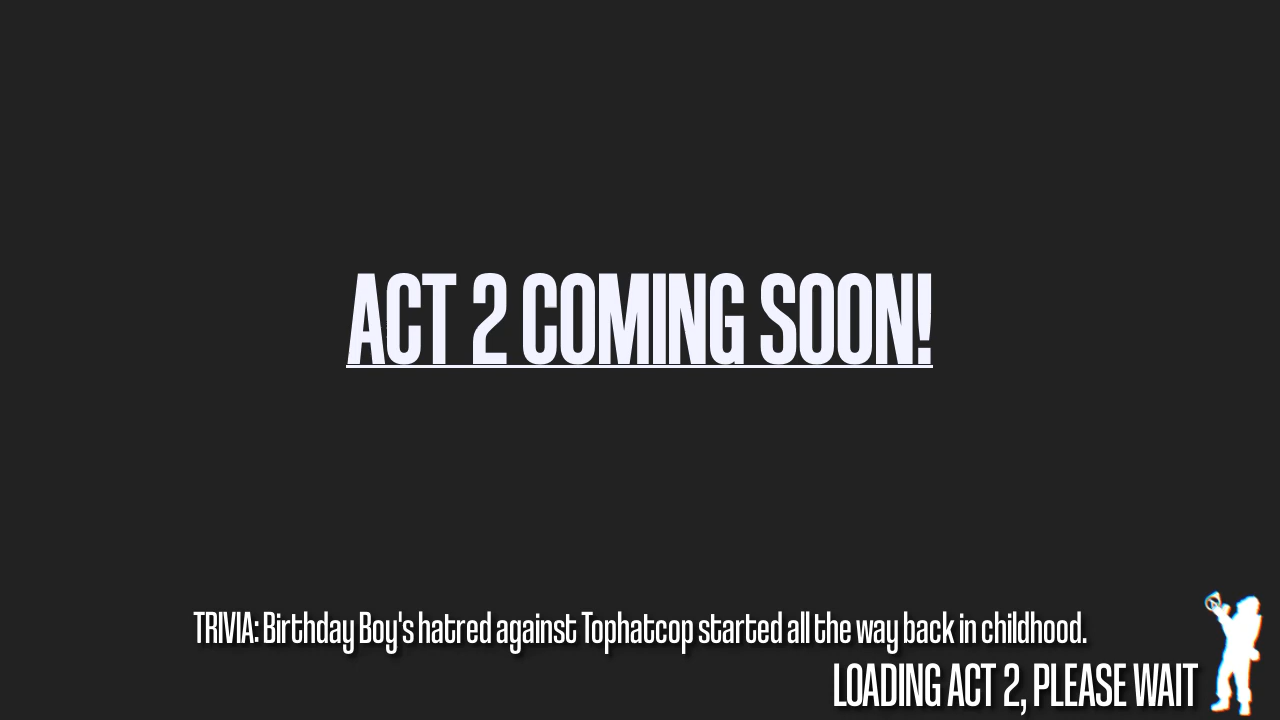 ACT 2 COMING SOON!
TRIVIA: Birthday Boy's hatred against Tophatcop started all the way back in childhood.
LOADING ACT 2, PLEASE WAIT